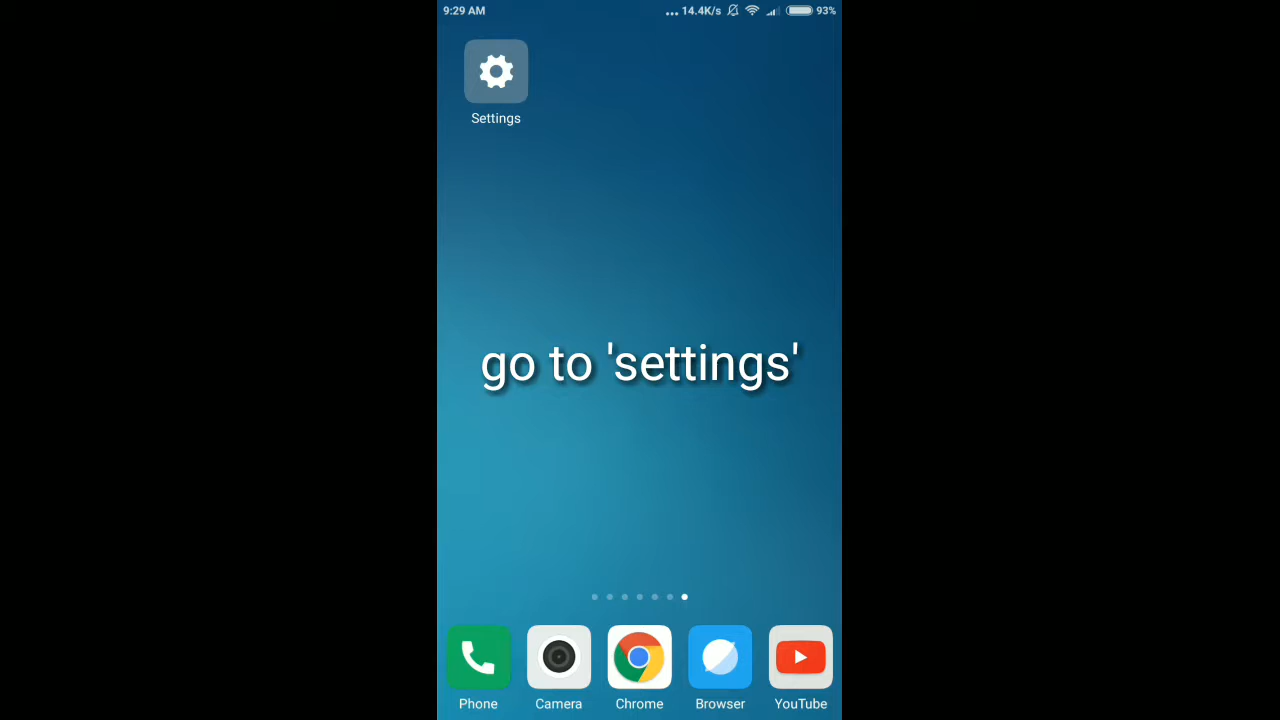 9:29 AM ... 14.4K/s 93%
Settings
go to 'settings'
Phone Camera Chrome Browser YouTube